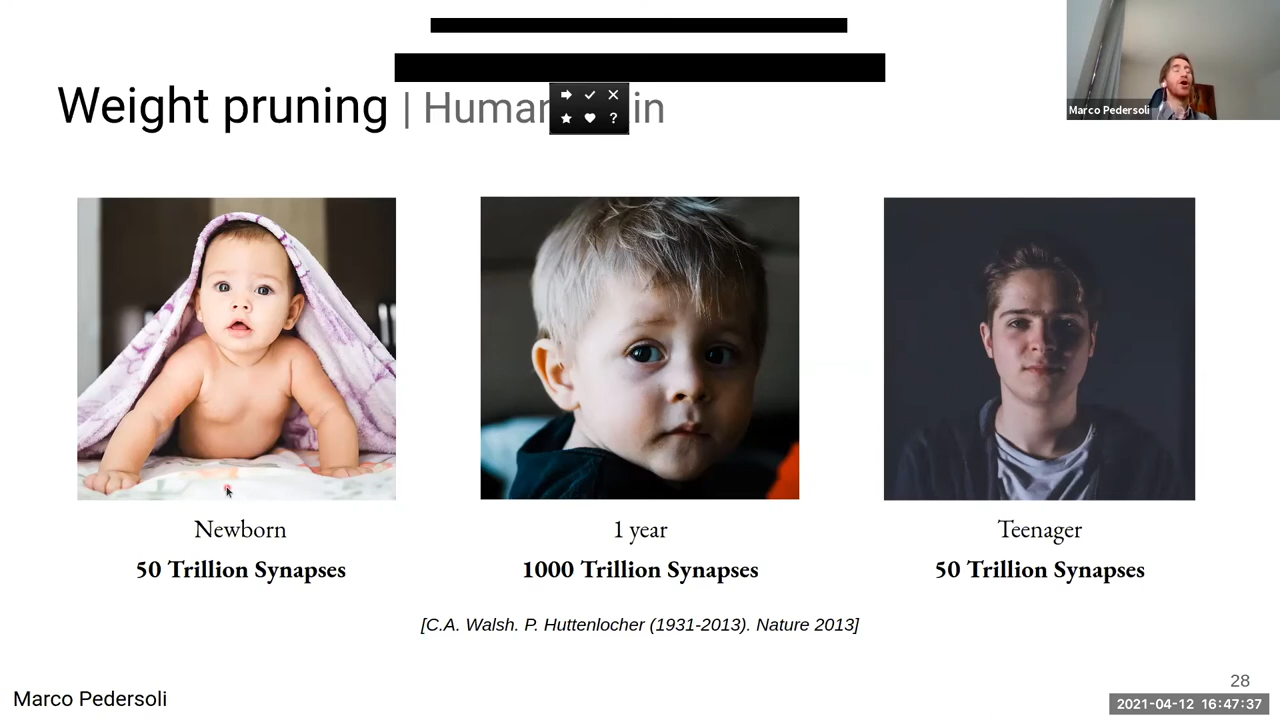 Weight pruning | Human in
Marco Pedersoli
Newborn
50 Trillion Synapses
1 year
1000 Trillion Synapses
Teenager
50 Trillion Synapses
[C.A. Walsh. P. Huttenlocher (1931-2013). Nature 2013]
28
Marco Pedersoli
2021-04-12 16:47:37